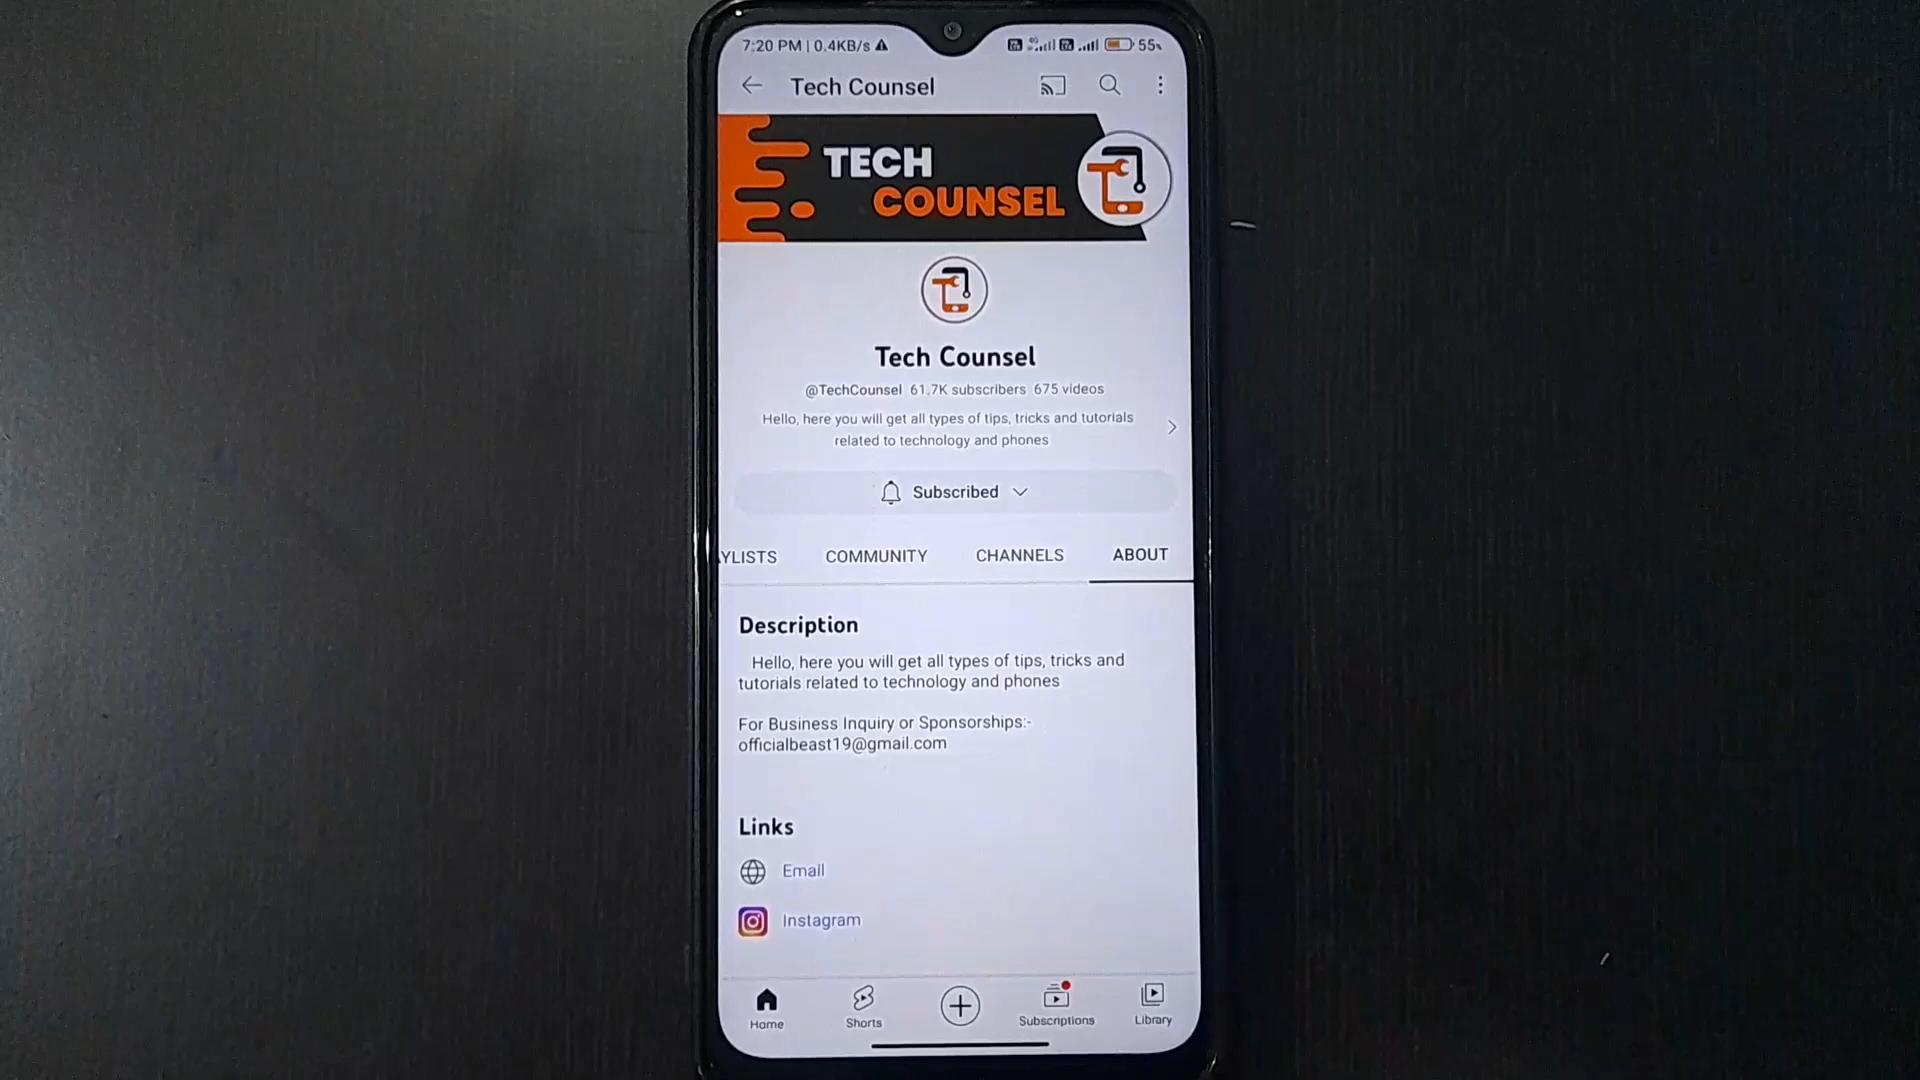 7:20 PM | 0.4KB/s
55%
Tech Counsel
TECH
COUNSEL
Tech Counsel
@TechCounsel 61.7K subscribers 675 videos
Hello, here you will get all types of tips, tricks and tutorials
related to technology and phones
Subscribed
YLISTS COMMUNITY CHANNELS ABOUT
Description
Hello, here you will get all types of tips, tricks and
tutorials related to technology and phones
For Business Inquiry or Sponsorships:-
officialbeast19@gmail.com
Links
Email
Instagram
Home Shorts Subscriptions Library